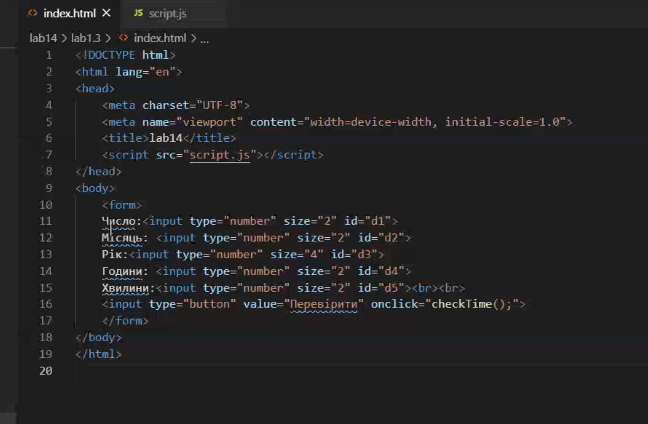 index.html
JS script.js
lab14 > lab1.3 > index.html > ...
1 <!DOCTYPE html>
2 <html lang="en">
3 <head>
4 <meta charset="UTF-8">
5 <meta name="viewport" content="width=device-width, initial-scale=1.0">
6 <title>lab14</title>
7 <script src="script.js"></script>
8 </head>
9 <body>
10 <form>
11 Число:<input type="number" size="2" id="d1">
12 Місяць: <input type="number" size="2" id="d2">
13 Рік:<input type="number" size="4" id="d3">
14 Години: <input type="number" size="2" id="d4">
15 Хвилини:<input type="number" size="2" id="d5"><br><br>
16 <input type="button" value="Перевірити" onclick="checkTime();">
17 </form>
18 </body>
19 </html>
20